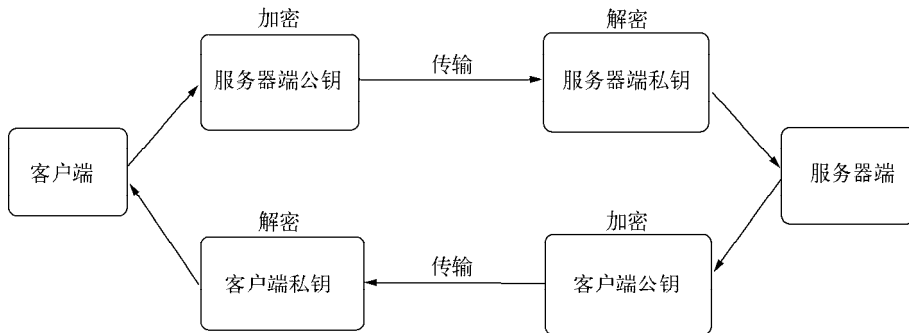 加密
解密
服务器端公钥
传输
服务器端私钥
客户端
服务器端
解密
加密
客户端私钥
传输
客户端公钥